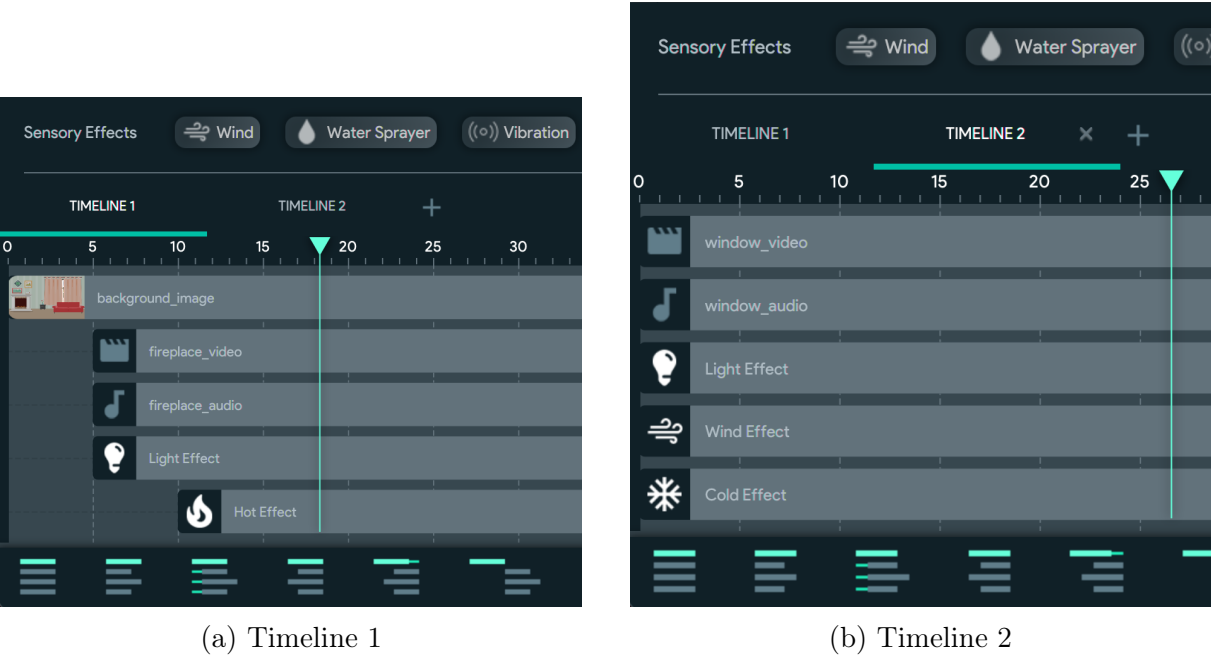 Sensory Effects Wind Water Sprayer Vibration
TIMELINE 1 TIMELINE 2 +
0 5 10 15 20 25 30
background_image
fireplace_video
fireplace_audio
Light Effect
Hot Effect
(a) Timeline 1
Sensory Effects Wind Water Sprayer
TIMELINE 1 TIMELINE 2 × +
0 5 10 15 20 25
window_video
window_audio
Light Effect
Wind Effect
Cold Effect
(b) Timeline 2